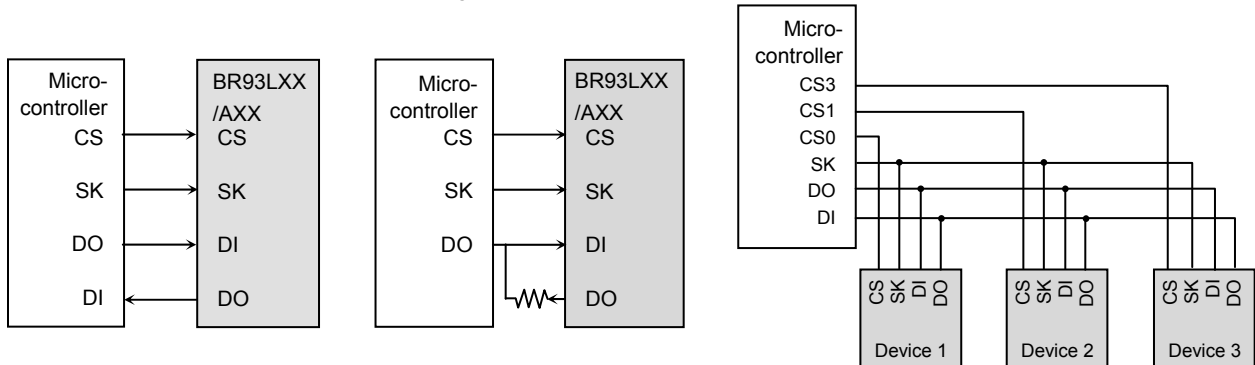 Micro-
controller
CS
SK
DO
DI
BR93LXX
/AXX
CS
SK
DI
DO
Micro-
controller
CS
SK
DO
BR93LXX
/AXX
CS
SK
DI
DO
Micro-
controller
CS3
CS1
CS0
SK
DO
DI
CS
SK
DI
DO
Device 1
CS
SK
DI
DO
Device 2
CS
SK
DI
DO
Device 3